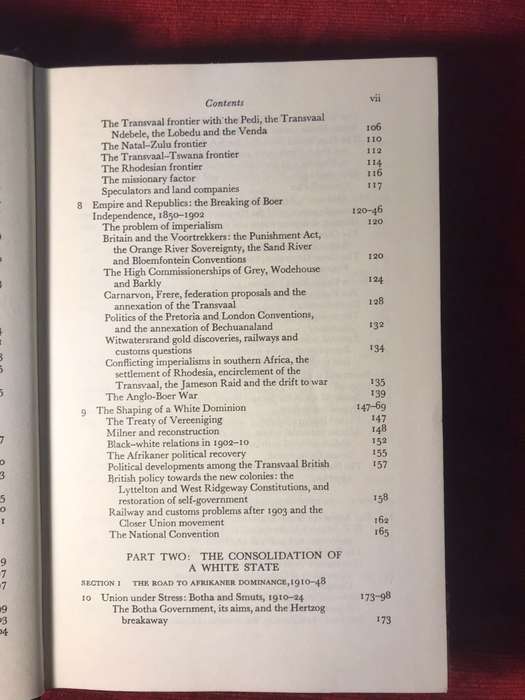 Contents vii
The Transvaal frontier with the Pedi, the Transvaal
Ndebele, the Lobedu and the Venda 106
The Natal–Zulu frontier 110
The Transvaal–Tswana frontier 112
The Rhodesian frontier 114
The missionary factor 116
Speculators and land companies 117
8 Empire and Republics: the Breaking of Boer
Independence, 1850–1902 120–46
The problem of imperialism 120
Britain and the Voortrekkers: the Punishment Act,
the Orange River Sovereignty, the Sand River
and Bloemfontein Conventions 120
The High Commissionerships of Grey, Wodehouse
and Barkly 124
Carnarvon, Frere, federation proposals and the
annexation of the Transvaal 128
Politics of the Pretoria and London Conventions,
and the annexation of Bechuanaland 132
Witwatersrand gold discoveries, railways and
customs questions 134
Conflicting imperialisms in southern Africa, the
settlement of Rhodesia, encirclement of the
Transvaal, the Jameson Raid and the drift to war 135
The Anglo-Boer War 139
9 The Shaping of a White Dominion 147–69
The Treaty of Vereeniging 147
Milner and reconstruction 148
Black–white relations in 1902–10 152
The Afrikaner political recovery 155
Political developments among the Transvaal British 157
British policy towards the new colonies: the
Lyttelton and West Ridgeway Constitutions, and
restoration of self-government 158
Railway and customs problems after 1903 and the
Closer Union movement 162
The National Convention 165
PART TWO: THE CONSOLIDATION OF
A WHITE STATE
SECTION I THE ROAD TO AFRIKANER DOMINANCE, 1910–48
10 Union under Stress: Botha and Smuts, 1910–24 173–98
The Botha Government, its aims, and the Hertzog
breakaway 173